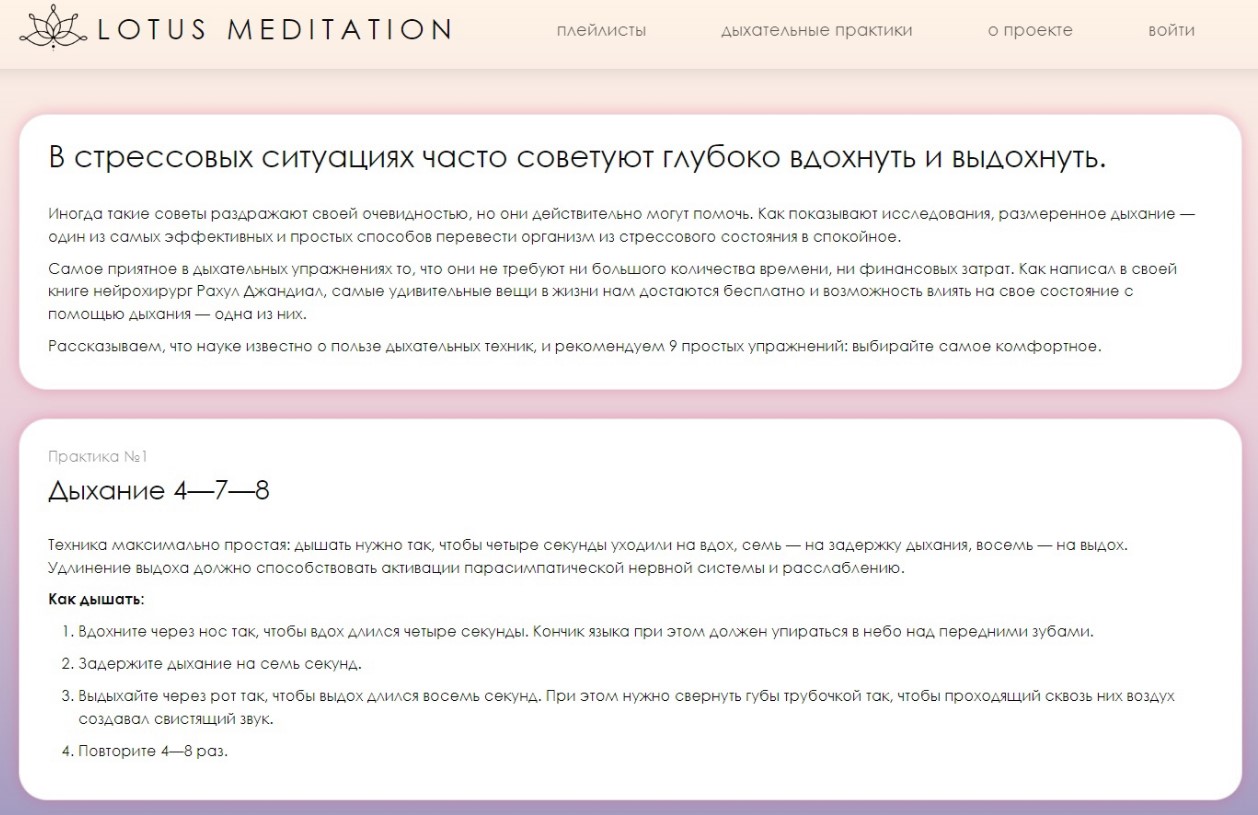 LOTUS MEDITATION
плейлисты
дыхательные практики
о проекте
войти
В стрессовых ситуациях часто советуют глубоко вдохнуть и выдохнуть.
Иногда такие советы раздражают своей очевидностью, но они действительно могут помочь. Как показывают исследования, размеренное дыхание —
один из самых эффективных и простых способов перевести организм из стрессового состояния в спокойное.
Самое приятное в дыхательных упражнениях то, что они не требуют ни большого количества времени, ни финансовых затрат. Как написал в своей
книге нейрохирург Рахул Джандиал, самые удивительные вещи в жизни нам достаются бесплатно и возможность влиять на свое состояние с
помощью дыхания — одна из них.
Рассказываем, что науке известно о пользе дыхательных техник, и рекомендуем 9 простых упражнений: выбирайте самое комфортное.
Практика №1
Дыхание 4—7—8
Техника максимально простая: дышать нужно так, чтобы четыре секунды уходили на вдох, семь — на задержку дыхания, восемь — на выдох.
Удлинение выдоха должно способствовать активации парасимпатической нервной системы и расслаблению.
Как дышать:
1. Вдохните через нос так, чтобы вдох длился четыре секунды. Кончик языка при этом должен упираться в небо над передними зубами.
2. Задержите дыхание на семь секунд.
3. Выдыхайте через рот так, чтобы выдох длился восемь секунд. При этом нужно свернуть губы трубочкой так, чтобы проходящий сквозь них воздух
создавал свистящий звук.
4. Повторите 4—8 раз.